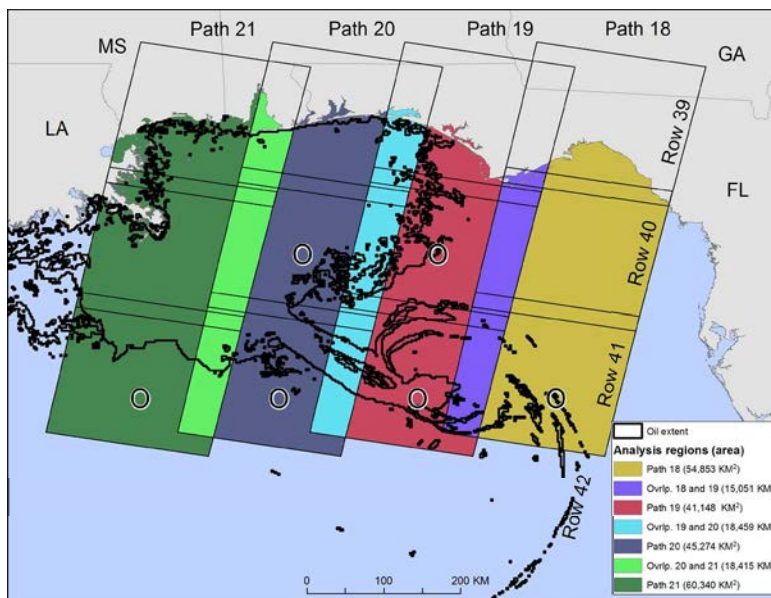 Path 21
Path 20
Path 19
Path 18
MS
GA
LA
FL
Row 39
Row 40
Row 41
Row 42
O
O
O
O
O
O
0 100 200 KM
Oil extent
Analysis regions (area)
Path 18 (54,853 KM²)
Ovrlp. 18 and 19 (15,051 KM
Path 19 (41,148 KM²)
Ovrlp. 19 and 20 (18,459 KM
Path 20 (45,274 KM²)
Ovrlp. 20 and 21 (18,415 KM
Path 21 (60,340 KM²)